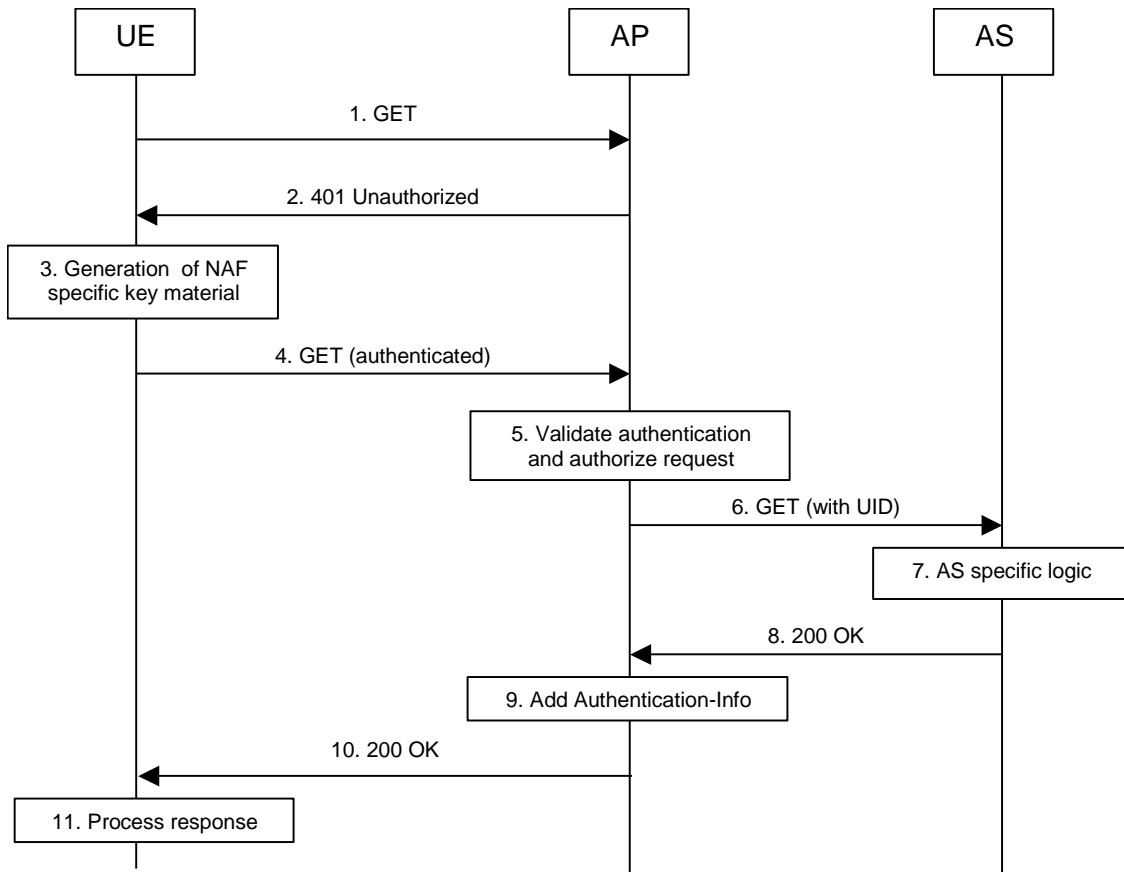 UE
AP
AS
1. GET
2. 401 Unauthorized
3. Generation of NAF
specific key material
4. GET (authenticated)
5. Validate authentication
and authorize request
6. GET (with UID)
7. AS specific logic
8. 200 OK
9. Add Authentication-Info
10. 200 OK
11. Process response